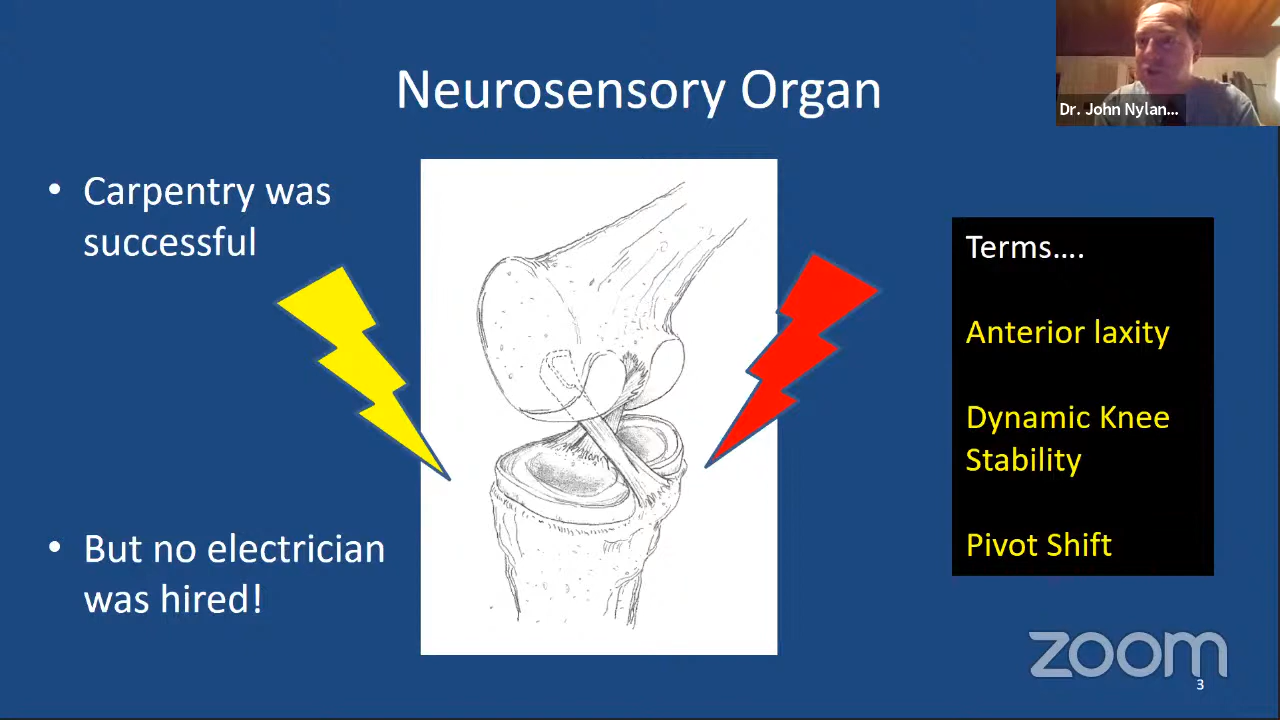 Neurosensory Organ
Dr. John Nylan...
• Carpentry was
successful
• But no electrician
was hired!
Terms....
Anterior laxity
Dynamic Knee
Stability
Pivot Shift
zoom
3